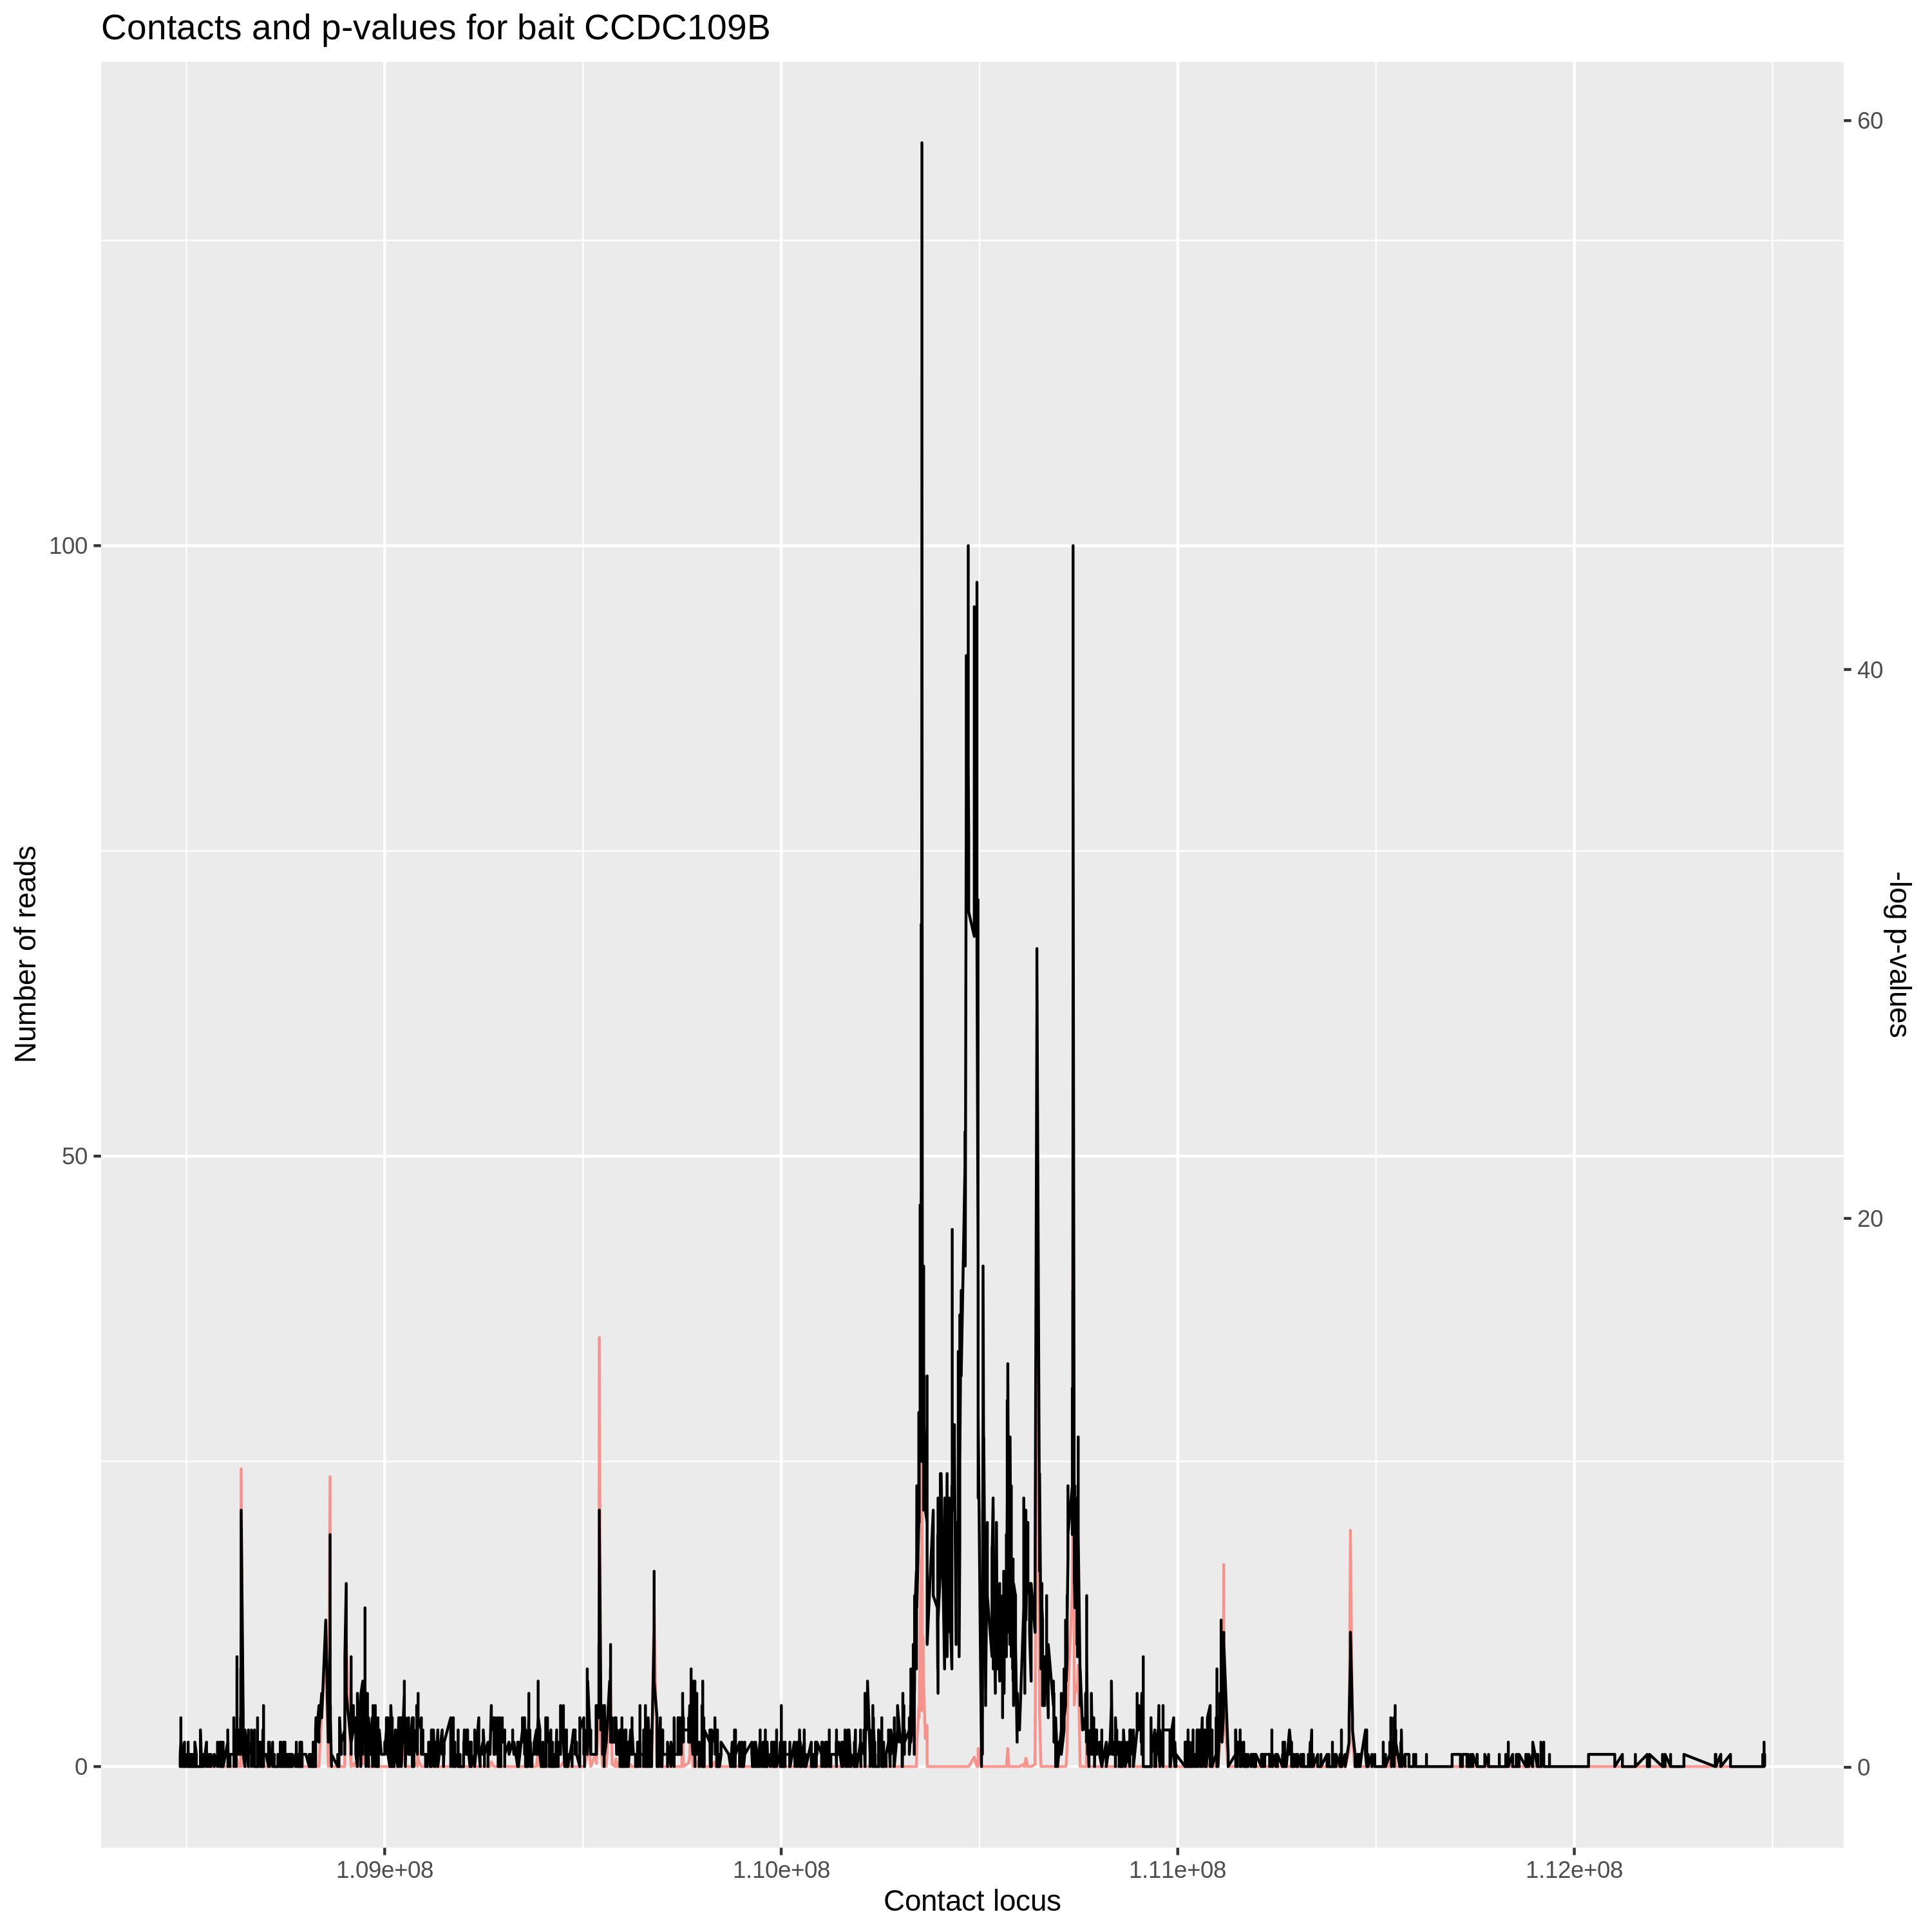 Contacts and p-values for bait CCDC109B
60
100
40
Number of reads
-log p-values
50
20
0
0
1.09e+08
1.10e+08
1.11e+08
1.12e+08
Contact locus